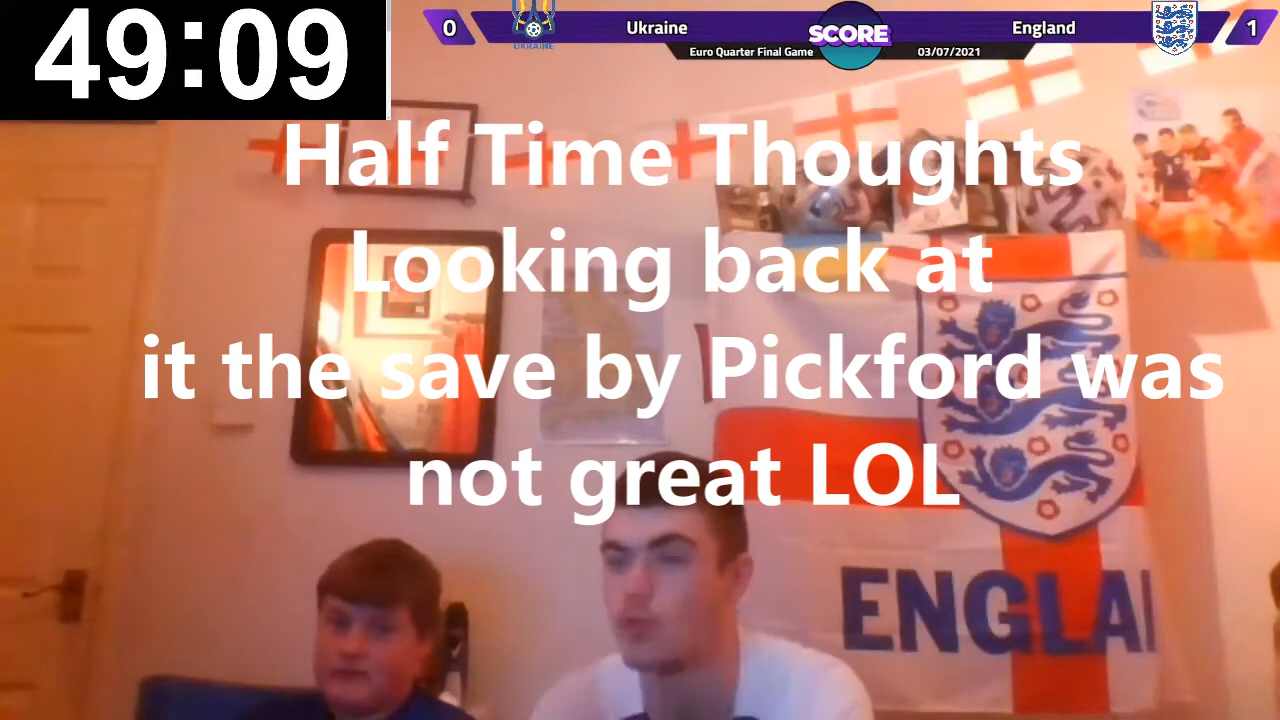 49:09
0 Ukraine SCORE England 1
UKRAINE
Euro Quarter Final Game 03/07/2021
Half Time Thoughts
Looking back at
it the save by Pickford was
not great LOL
ENGLA